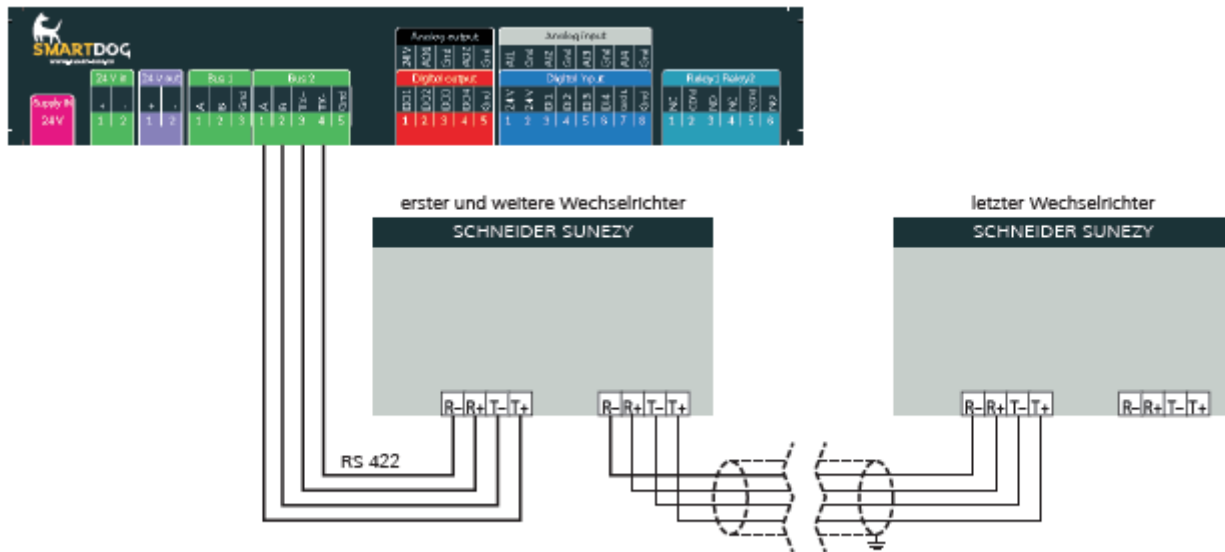 SMARTDOG
Supply IN
24V
24 V in
+ -
1 2
24 V out
+ -
1 2
Bus 1
A B Gnd
1 2 3
Bus 2
A B TX+ TX- Gnd
1 2 3 4 5
Analog output
24V AO1 Gnd AO2 Gnd
Digital output
DO1 DO2 DO3 DO4 Gnd
1 2 3 4 5
Analog input
AI1 Gnd AI2 Gnd AI3 Gnd AI4 Gnd
Digital input
24 V 24 V DI1 DI2 DI3 DI4 Gnd
1 2 3 4 5 6 7 8
Relay1 Relay2
NC NO NC NO
1 2 3 4 5 6
erster und weitere Wechselrichter
SCHNEIDER SUNEZY
R- R+ T- T+
R- R+ T- T+
letzter Wechselrichter
SCHNEIDER SUNEZY
R- R+ T- T+
R- R+ T- T+
RS 422